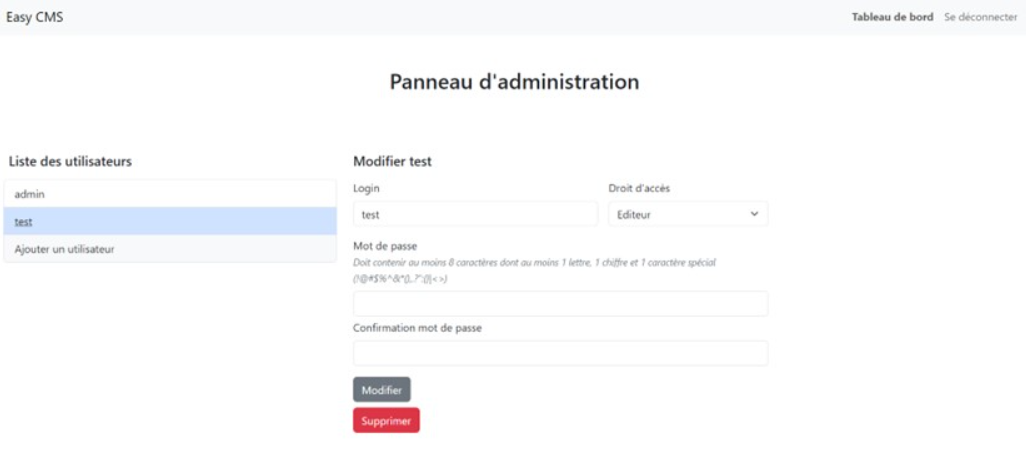 Easy CMS
Tableau de bord Se déconnecter
Panneau d'administration
Liste des utilisateurs
admin
test
Ajouter un utilisateur
Modifier test
Login
Droit d'accès
test
Editeur
Mot de passe
Doit contenir au moins 8 caractères dont au moins 1 lettre, 1 chiffre et 1 caractère spécial
Confirmation mot de passe
Modifier
Supprimer